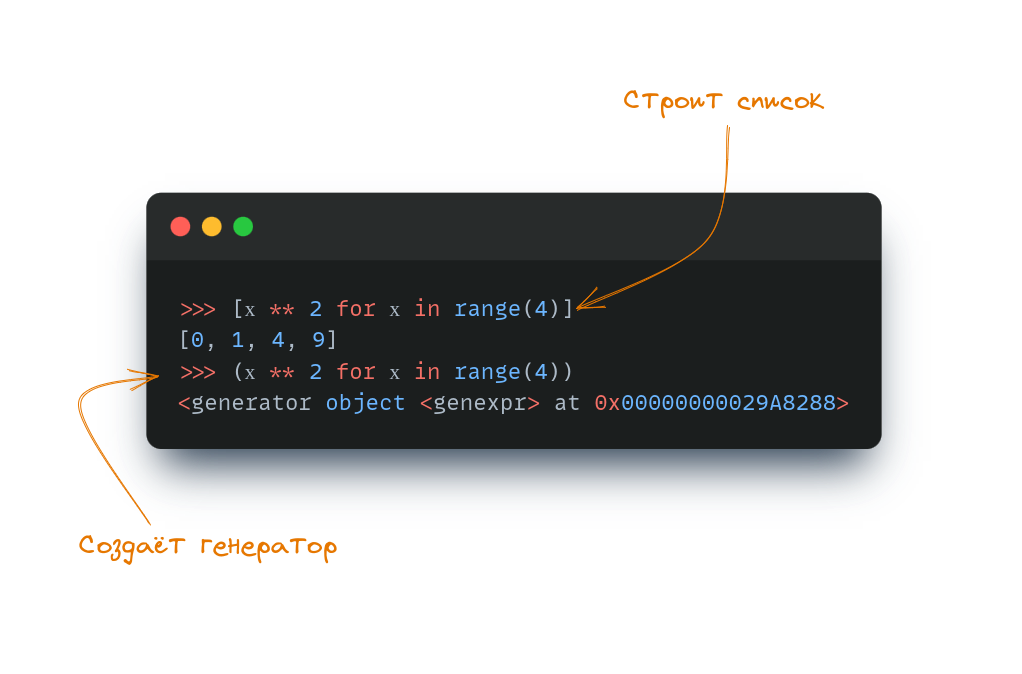 Строит список
>>> [x ** 2 for x in range(4)]
[0, 1, 4, 9]
>>> (x ** 2 for x in range(4))
<generator object <genexpr> at 0x00000000029A8288>
Создаёт генератор